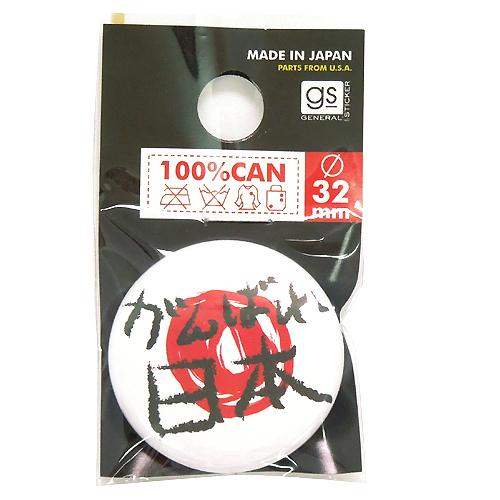 MADE IN JAPAN
PARTS FROM U.S.A.
gs
GENERAL STICKER
100%CAN
Ø
32
mm
がんばれ
日本